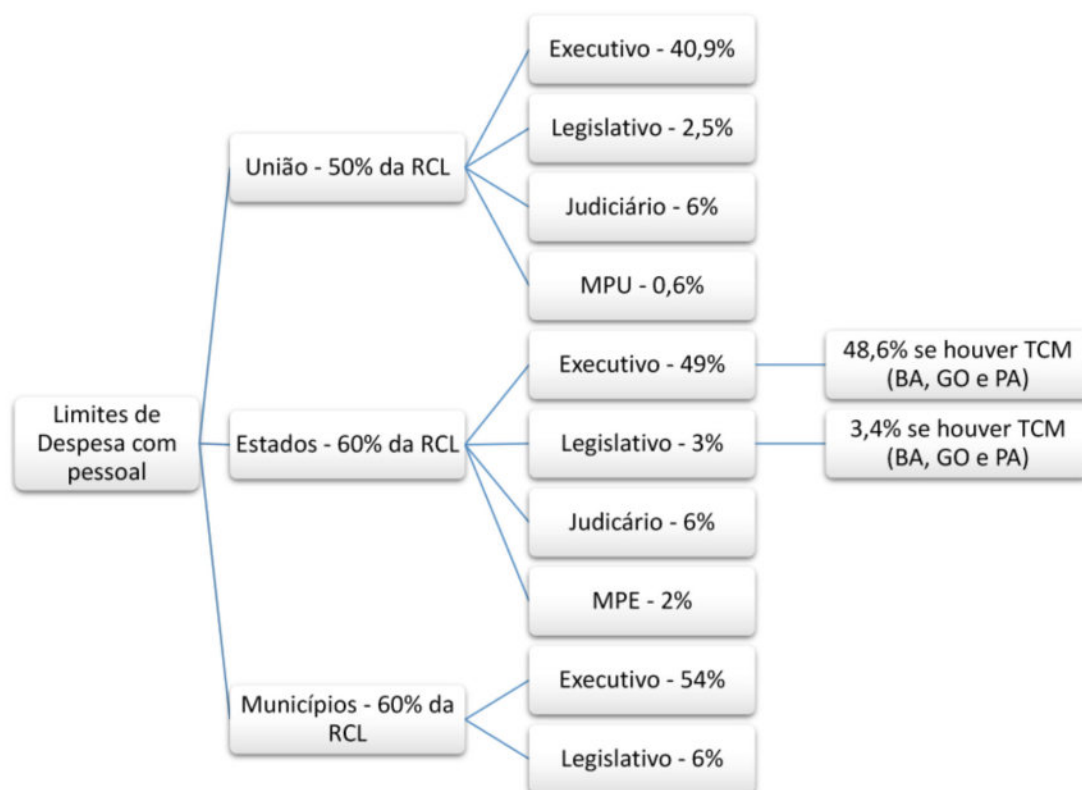 Limites de
Despesa com
pessoal
União - 50% da RCL
Executivo - 40,9%
Legislativo - 2,5%
Judiciário - 6%
MPU - 0,6%
Estados - 60% da RCL
Executivo - 49%
48,6% se houver TCM
(BA, GO e PA)
Legislativo - 3%
3,4% se houver TCM
(BA, GO e PA)
Judicário - 6%
MPE - 2%
Municípios - 60% da
RCL
Executivo - 54%
Legislativo - 6%